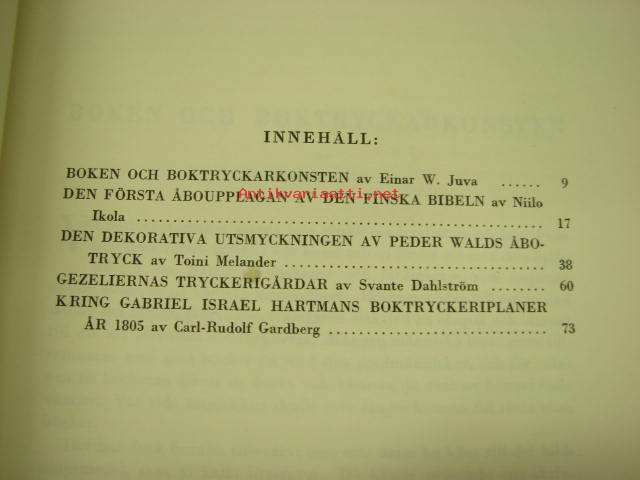 INNEHÅLL:
BOKEN OCH BOKTRYCKARKONSTEN av Einar W. Juva ...... 9
DEN FÖRSTA ÅBOUPPLAGAN AV DEN FINSKA BIBELN av Niilo
Antikvariaatti.net
Ikola .................................................... 17
DEN DEKORATIVA UTSMYCKNINGEN AV PEDER WALDS ÅBO-
TRYCK av Toini Melander ................................. 38
GEZELIERNAS TRYCKERIGÅRDAR av Svante Dahlström ........ 60
KRING GABRIEL ISRAEL HARTMANS BOKTRYCKERIPLANER
ÅR 1805 av Carl-Rudolf Gardberg ............................... 73